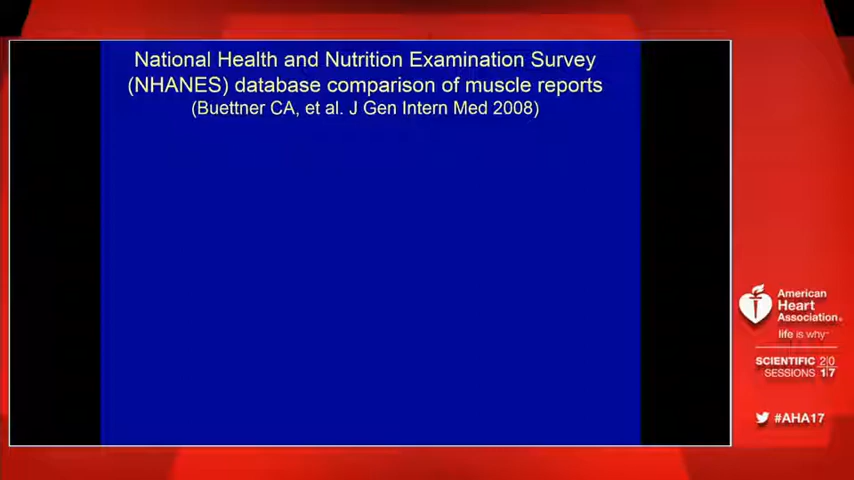 National Health and Nutrition Examination Survey
(NHANES) database comparison of muscle reports
(Buettner CA, et al. J Gen Intern Med 2008)
American
Heart
Association®
life is why™
SCIENTIFIC 20
SESSIONS 17
#AHA17